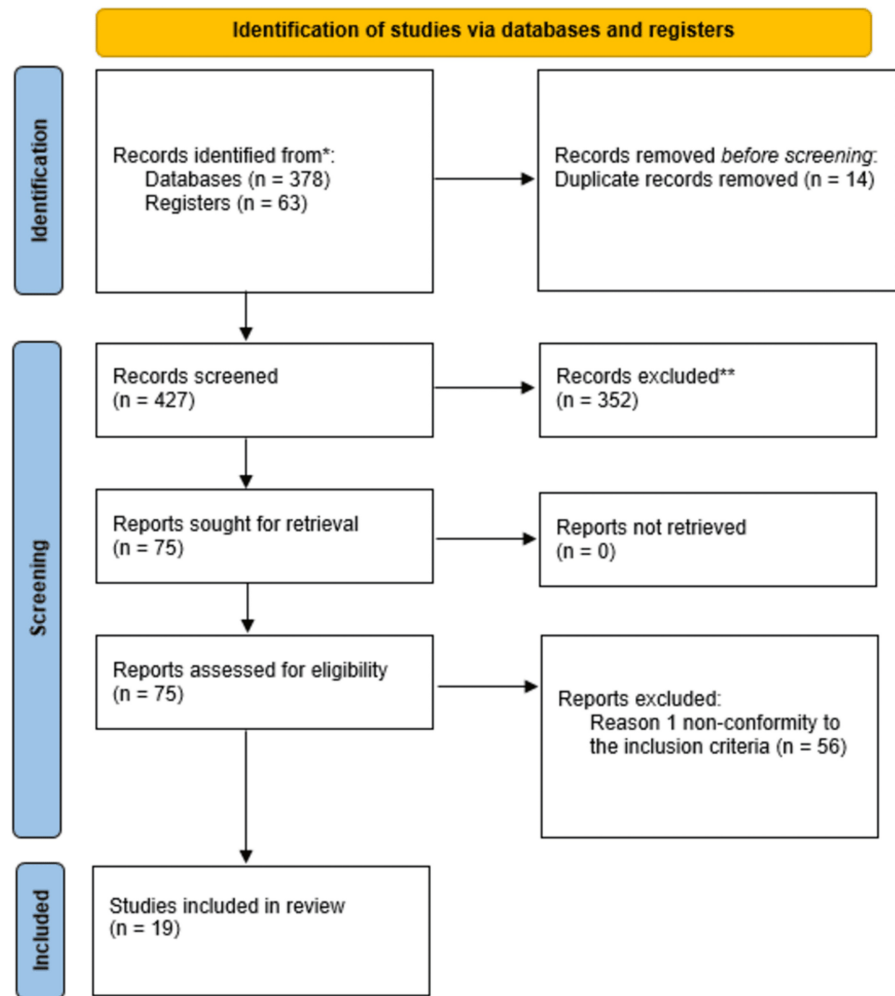 Identification of studies via databases and registers
Identification
Records identified from*:
Databases (n = 378)
Registers (n = 63)
Records removed before screening:
Duplicate records removed (n = 14)
Screening
Records screened
(n = 427)
Records excluded**
(n = 352)
Reports sought for retrieval
(n = 75)
Reports not retrieved
(n = 0)
Reports assessed for eligibility
(n = 75)
Reports excluded:
Reason 1 non-conformity to
the inclusion criteria (n = 56)
Included
Studies included in review
(n = 19)